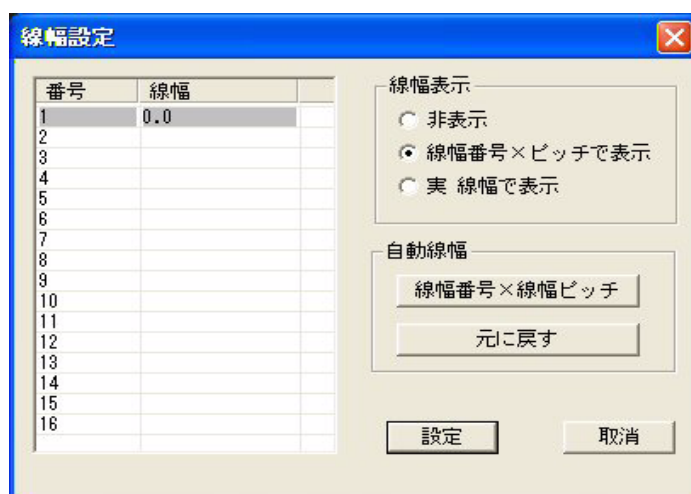 線幅設定
番号 線幅
1 0.0
2
3
4
5
6
7
8
9
10
11
12
13
14
15
16
線幅表示
非表示
線幅番号×ピッチで表示
実 線幅で表示
自動線幅
線幅番号×線幅ピッチ
元に戻す
設定 取消